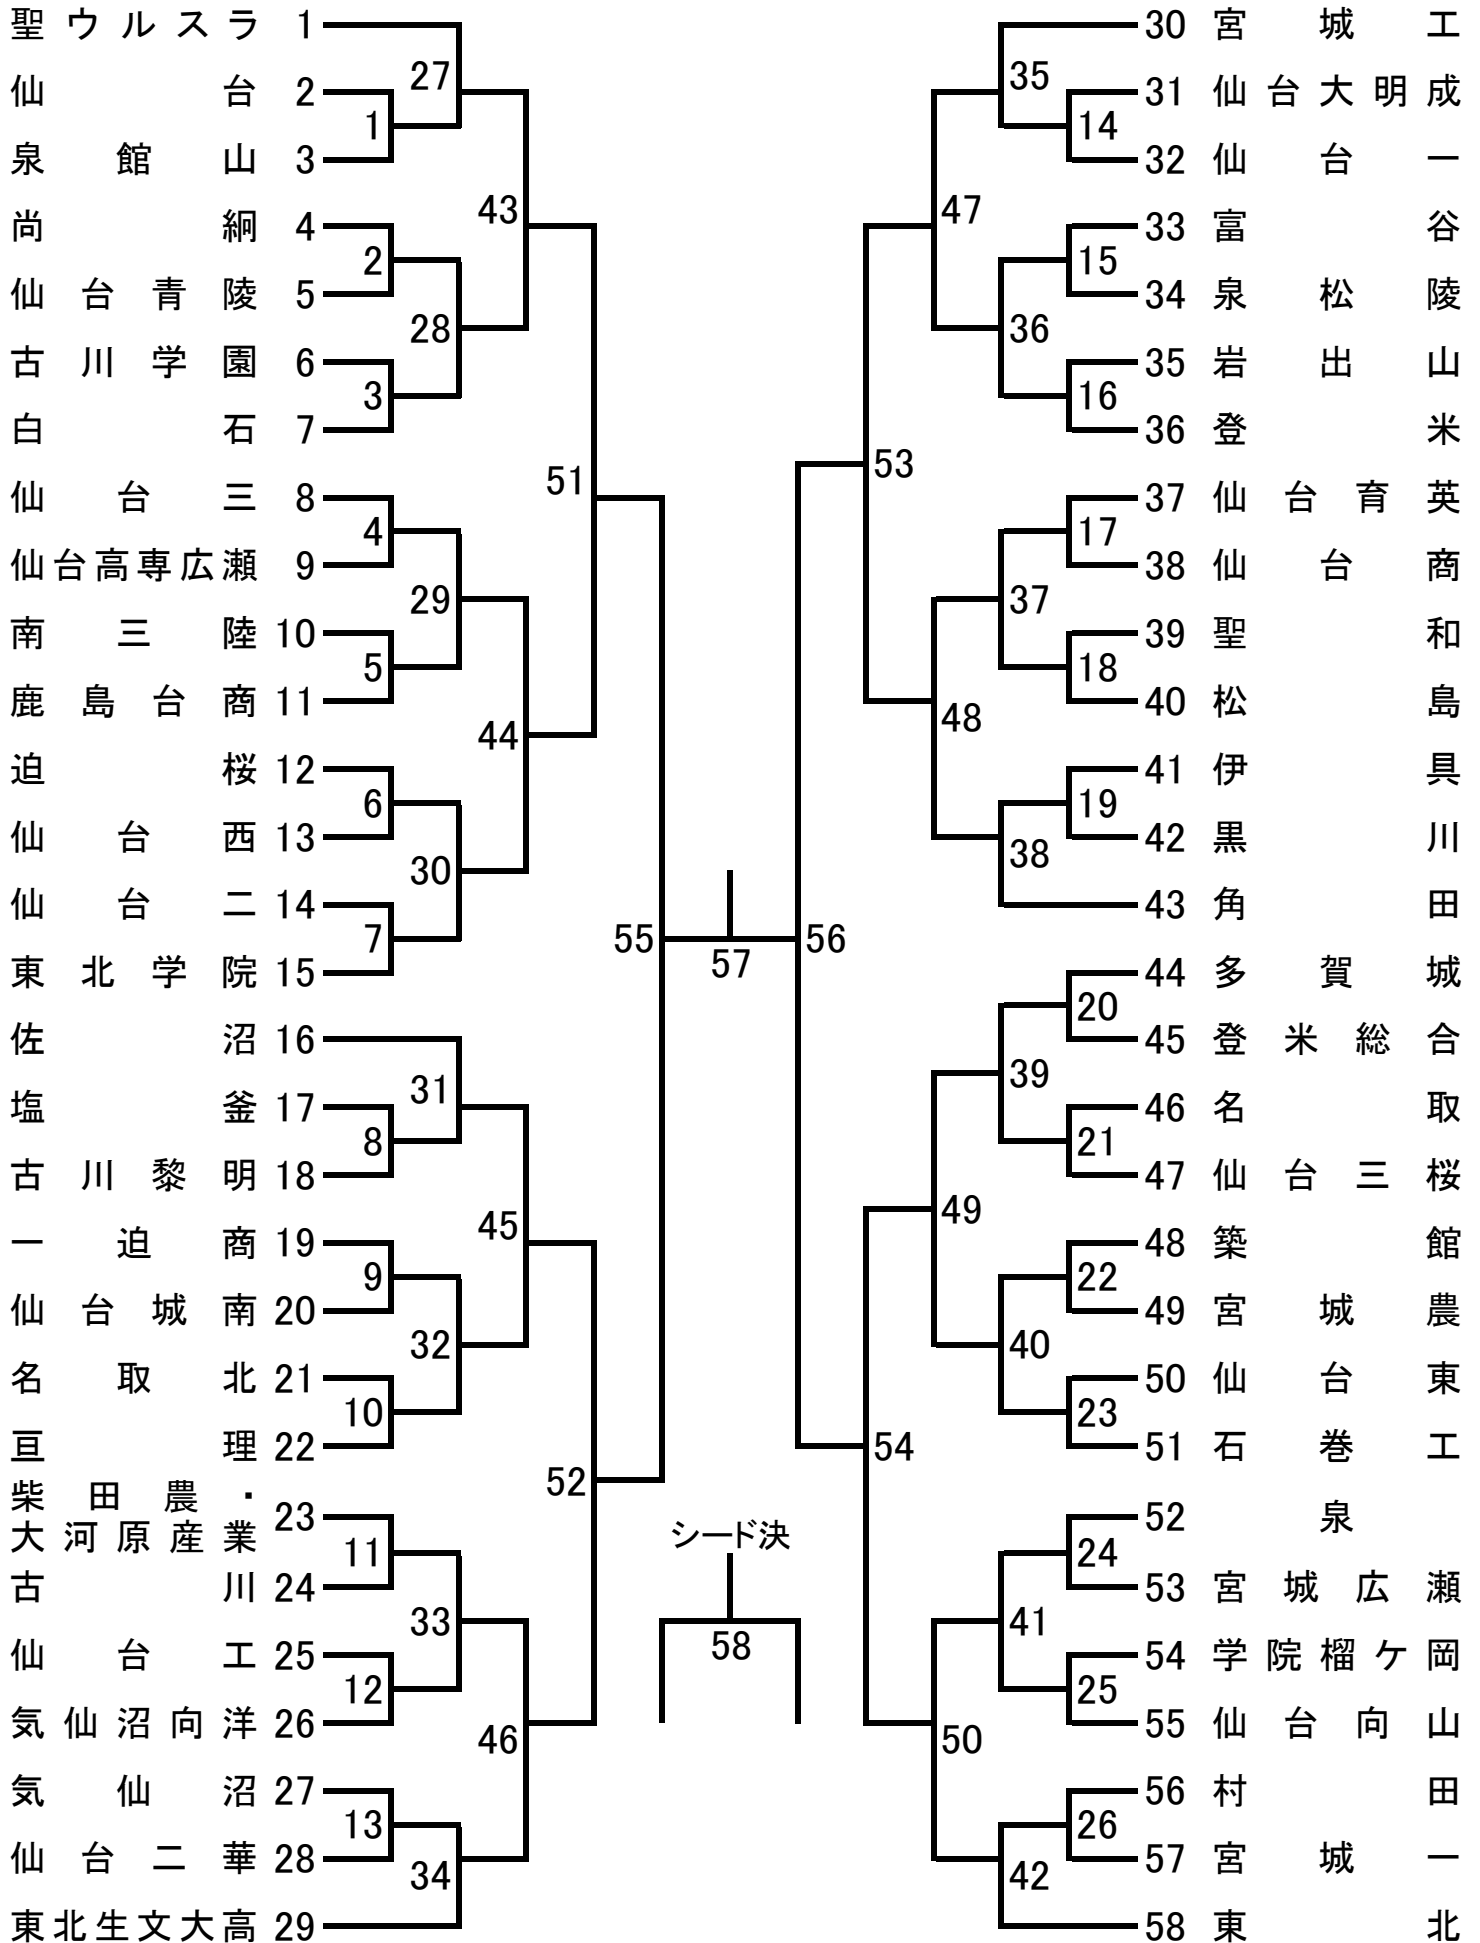 聖ウルスラ 1
仙台 2
泉館山 3
尚絅 4
仙台青陵 5
古川学園 6
白石 7
仙台三 8
仙台高専広瀬 9
南三陸 10
鹿島台商 11
迫桜 12
仙台西 13
仙台二 14
東北学院 15
佐沼 16
塩釜 17
古川黎明 18
一迫商 19
仙台城南 20
名取北 21
亘理 22
柴田農・
大河原産業 23
古川 24
仙台工 25
気仙沼向洋 26
気仙沼 27
仙台二華 28
東北生文大高 29
1
2
3
4
5
6
7
8
9
10
11
12
13
27
28
29
30
31
32
33
34
43
44
45
46
51
52
55
57
シード決
58
56
53
54
47
48
49
50
35
36
37
38
39
40
41
42
14
15
16
17
18
19
20
21
22
23
24
25
26
30 宮城工
31 仙台大明成
32 仙台一
33 富谷
34 泉松陵
35 岩出山
36 登米
37 仙台育英
38 仙台商
39 聖和
40 松島
41 伊具
42 黒川
43 角田
44 多賀城
45 登米総合
46 名取
47 仙台三桜
48 築館
49 宮城農
50 仙台東
51 石巻工
52 泉
53 宮城広瀬
54 学院榴ケ岡
55 仙台向山
56 村田
57 宮城一
58 東北